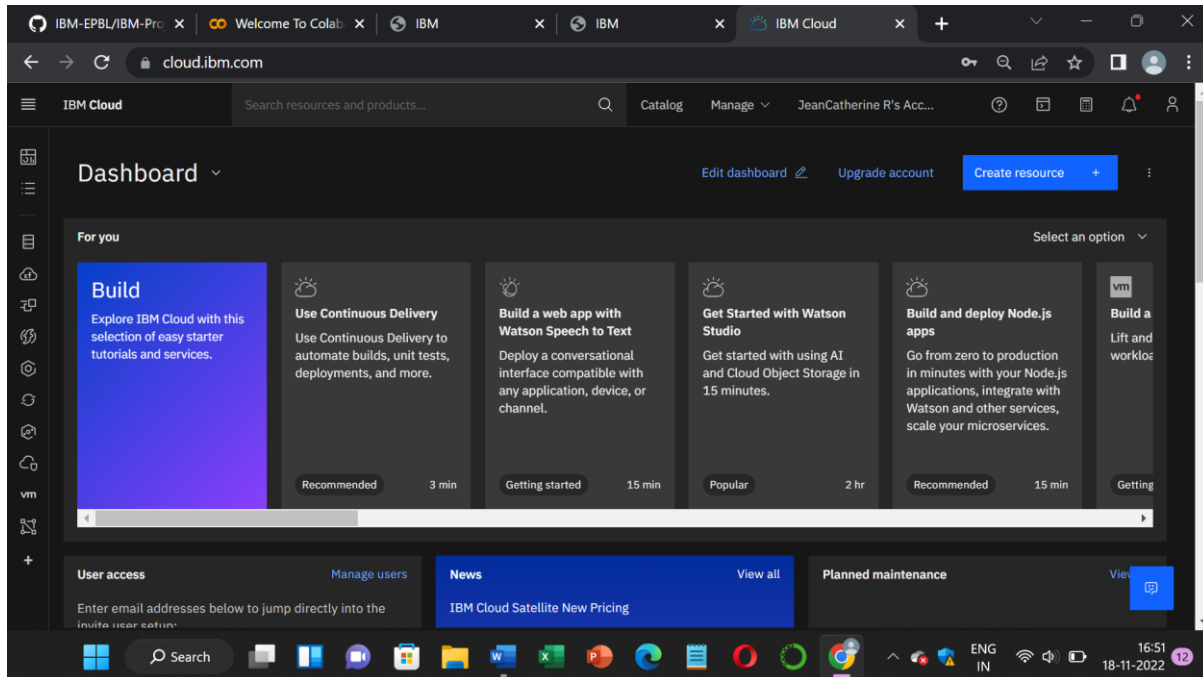 IBM-EPBL/IBM-Pro
Welcome To Colab
IBM
IBM
IBM Cloud
cloud.ibm.com
IBM Cloud
Search resources and products...
Catalog
Manage
JeanCatherine R's Acc...
Dashboard
Edit dashboard
Upgrade account
Create resource +
For you
Select an option
Build
Explore IBM Cloud with this
selection of easy starter
tutorials and services.
Use Continuous Delivery
Use Continuous Delivery to
automate builds, unit tests,
deployments, and more.
Recommended
3 min
Build a web app with
Watson Speech to Text
Deploy a conversational
interface compatible with
any application, device, or
channel.
Getting started
15 min
Get Started with Watson
Studio
Get started with using AI
and Cloud Object Storage in
15 minutes.
Popular
2 hr
Build and deploy Node.js
apps
Go from zero to production
in minutes with your Node.js
applications, integrate with
Watson and other services,
scale your microservices.
Recommended
15 min
vm
Build a
Lift and
workloa
Getting
vm
User access
Manage users
Enter email addresses below to jump directly into the
invite user setup:
News
View all
IBM Cloud Satellite New Pricing
Planned maintenance
Vie
Search
ENG
IN
16:51
18-11-2022
12